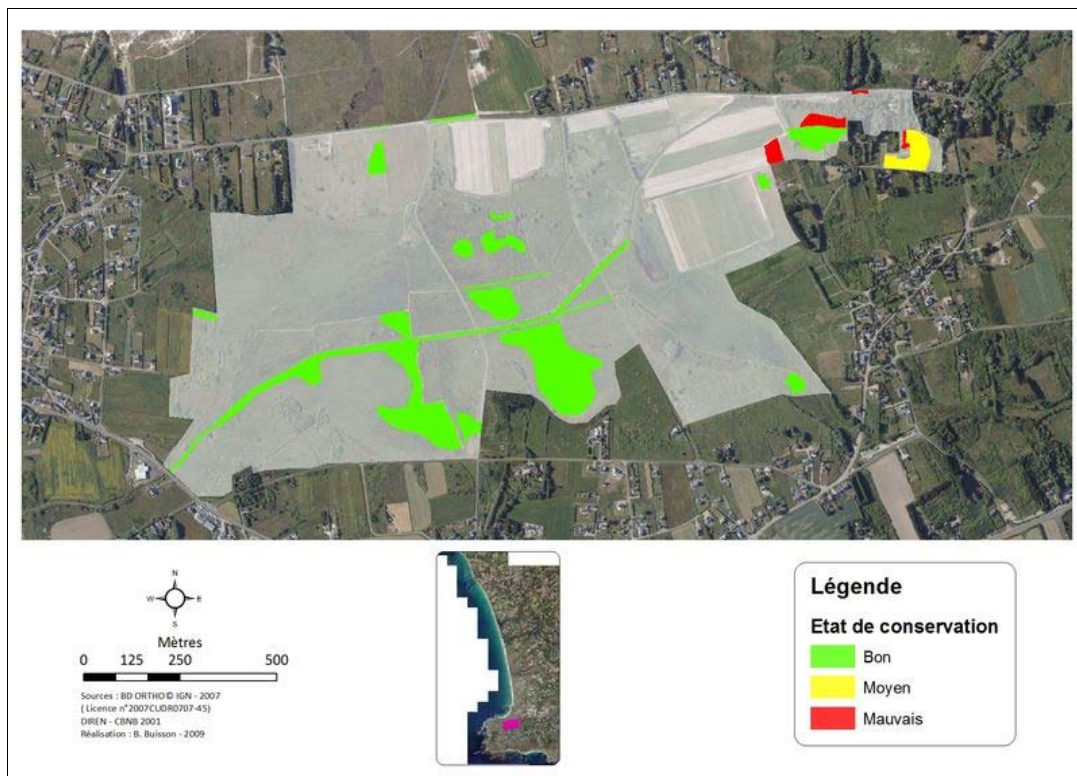 N
W
E
S
Mètres
0 125 250 500
Sources : BD ORTHO © IGN - 2007
( Licence n°2007CUDR0707-45)
DIREN - CBNB 2001
Réalisation : B. Buisson - 2009
Légende
Etat de conservation
Bon
Moyen
Mauvais